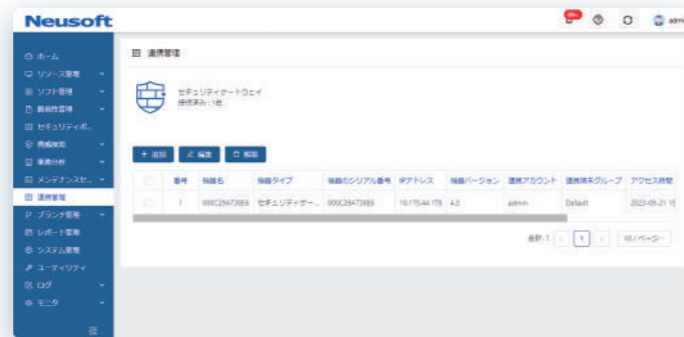 Neusoft
99+
admi
ホーム
リソース管理
ソフト管理
脆弱性管理
セキュリティポ..
脅威検知
業務分析
メンテナンスセ..
連携管理
ブランチ管理
レポート管理
システム管理
ユーティリティ
ログ
モニタ
連携管理
セキュリティゲートウェイ
接続済み : 1台
+ 追加
編集
解除
番号 機器名 機器タイプ 機器のシリアル番号 IPアドレス 機器バージョン 連携アカウント 連携端末グループ アクセス時間
1 000C29A73BE6 セキュリティゲー.. 000C29A73BE6 4.0 admin Default 2023-09-21 15
合計: 1 < 1 > 10 / ページ